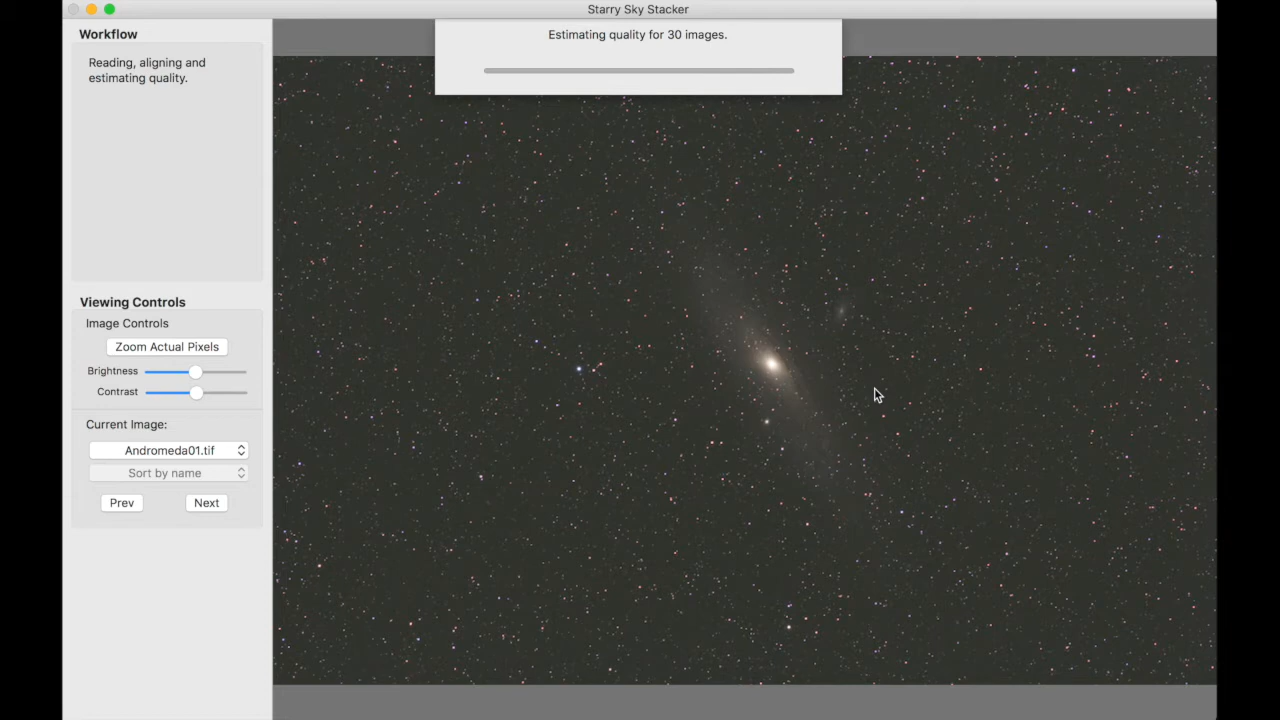 Starry Sky Stacker
Estimating quality for 30 images.
Workflow
Reading, aligning and
estimating quality.
Viewing Controls
Image Controls
Zoom Actual Pixels
Brightness
Contrast
Current Image:
Andromeda01.tif
Sort by name
Prev Next